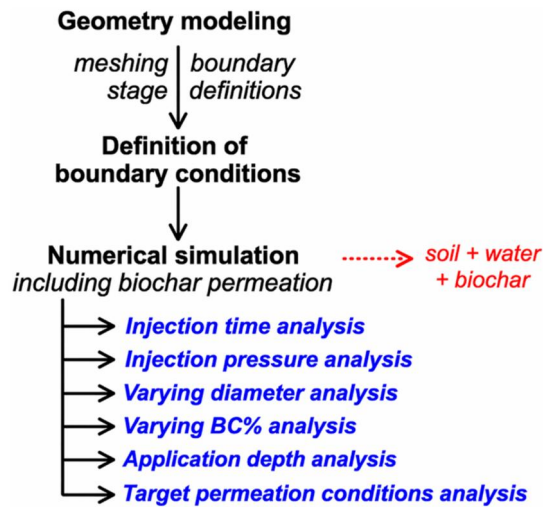 Geometry modeling
meshing boundary
stage definitions
Definition of
boundary conditions
Numerical simulation
including biochar permeation
soil + water
+ biochar
Injection time analysis
Injection pressure analysis
Varying diameter analysis
Varying BC% analysis
Application depth analysis
Target permeation conditions analysis